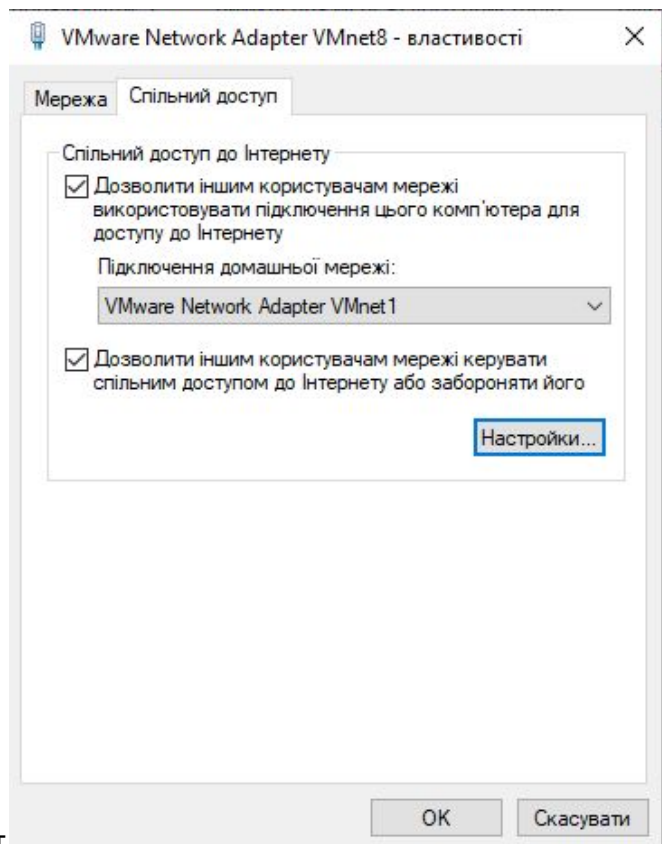 VMware Network Adapter VMnet8 - властивості
Мережа
Спільний доступ
Спільний доступ до Інтернету
Дозволити іншим користувачам мережі
використовувати підключення цього комп'ютера для
доступу до Інтернету
Підключення домашньої мережі:
VMware Network Adapter VMnet1
Дозволити іншим користувачам мережі керувати
спільним доступом до Інтернету або забороняти його
Настройки...
OK
Скасувати